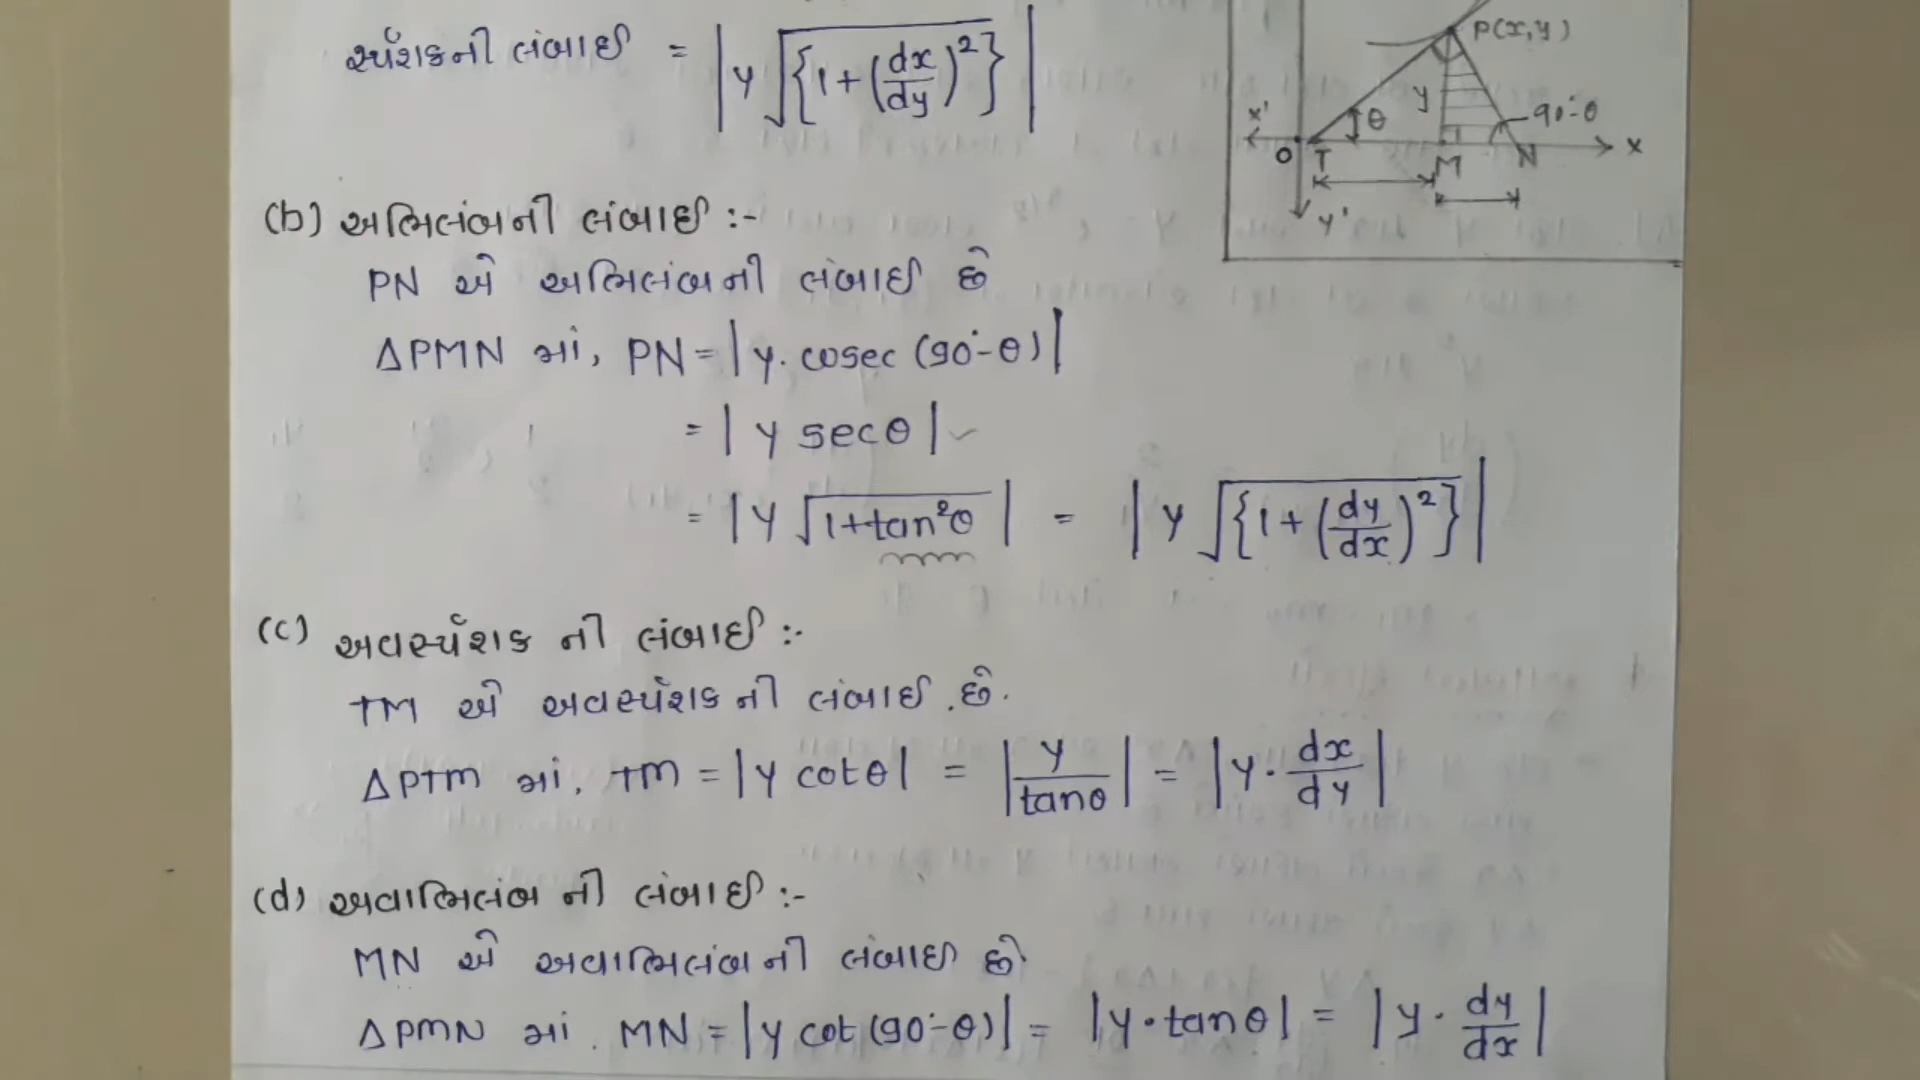 સ્પર્શકની લંબાઈ = |y √{1+(dx/dy)²}|
P(x,y)
y
θ
90°-θ
x'
O
T
M
N
x
y'
(b) અભિલંબની લંબાઈ :-
PN એ અભિલંબની લંબાઈ છે
ΔPMN માં, PN = |y. cosec (90°-θ)|
= |y secθ|
= |y √1+tan²θ| = |y √{1+(dy/dx)²}|
(c) અવસ્પર્શક ની લંબાઈ :-
TM એ અવસ્પર્શક ની લંબાઈ છે.
ΔPTM માં, TM = |y cotθ| = |y/tanθ| = |y. dx/dy|
(d) અવાભિલંબ ની લંબાઈ :-
MN એ અવાભિલંબ ની લંબાઈ છે
ΔPMN માં. MN = |y cot (90°-θ)| = |y.tanθ| = |y. dy/dx|